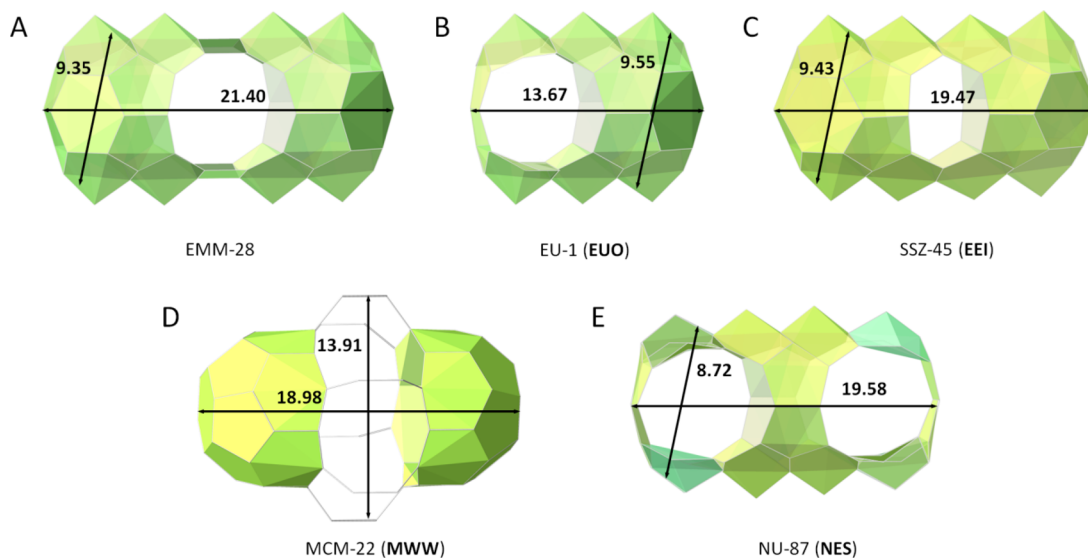 A
9.35
21.40
EMM-28
B
9.55
13.67
EU-1 (EUO)
C
9.43
19.47
SSZ-45 (EEI)
D
13.91
18.98
MCM-22 (MWW)
E
8.72
19.58
NU-87 (NES)